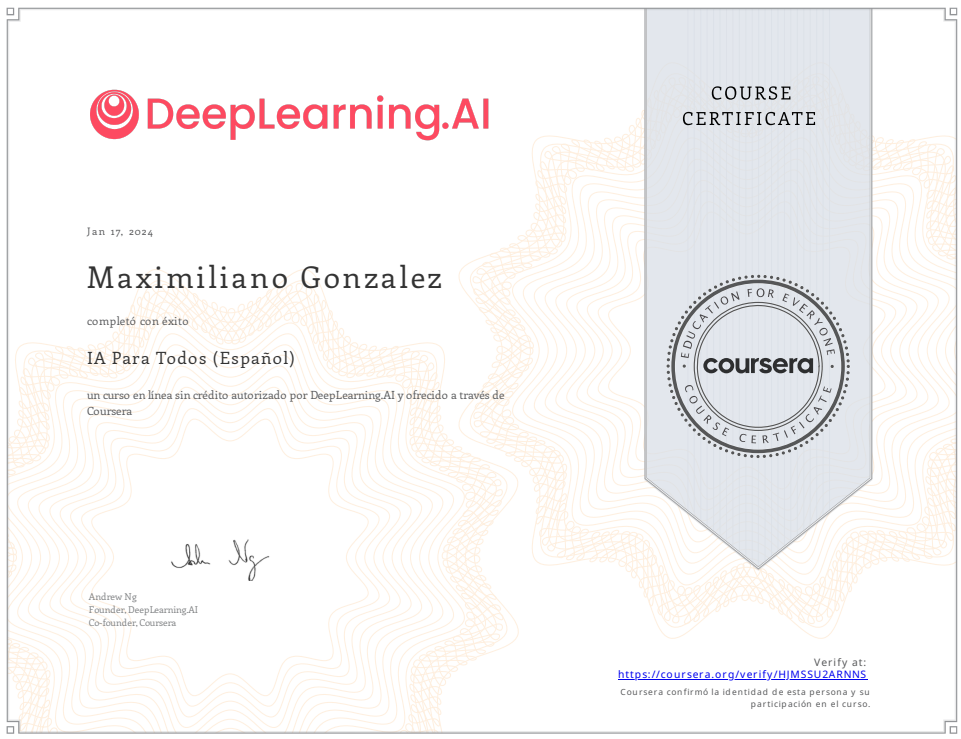 DeepLearning.AI
COURSE
CERTIFICATE
Jan 17, 2024
Maximiliano Gonzalez
completó con éxito
IA Para Todos (Español)
un curso en línea sin crédito autorizado por DeepLearning.AI y ofrecido a través de
Coursera
EDUCATION FOR EVERYONE
coursera
COURSE CERTIFICATE
Andrew Ng
Founder, DeepLearning.AI
Co-founder, Coursera
Verify at:
https://coursera.org/verify/HJMSSU2ARNNS
Coursera confirmó la identidad de esta persona y su
participación en el curso.